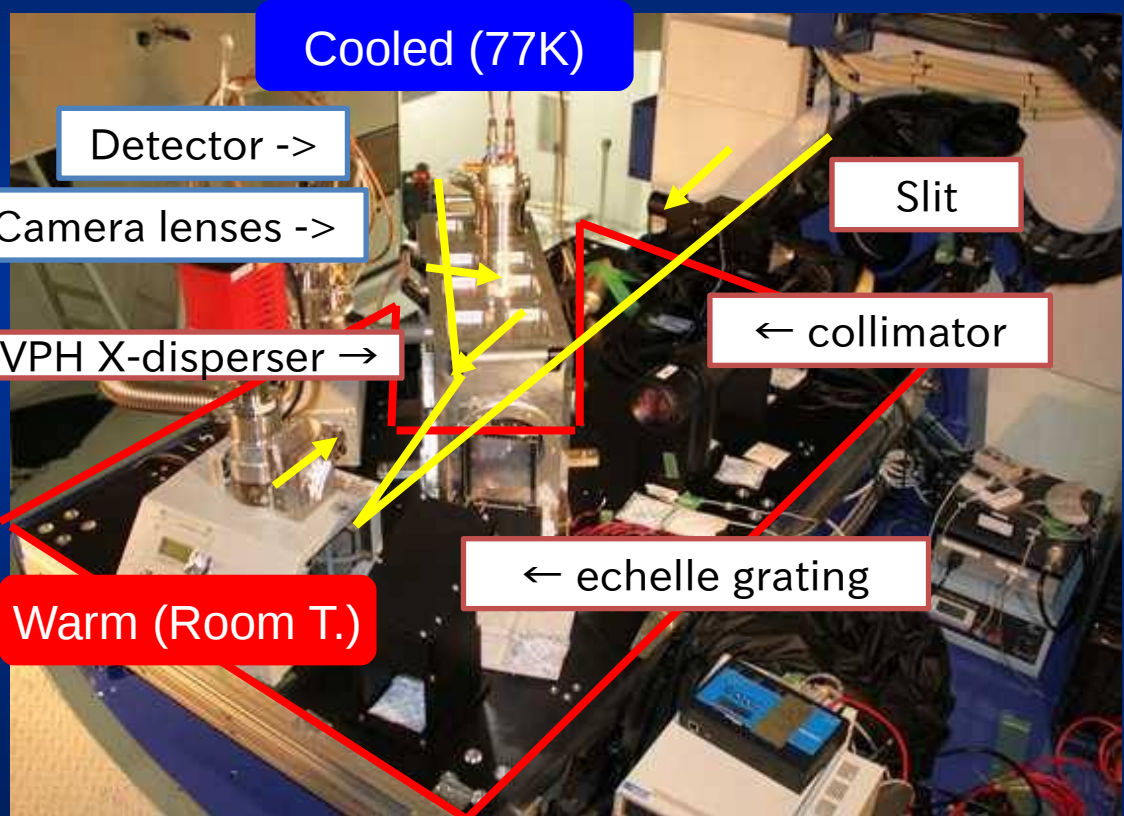 Cooled (77K)
Detector ->
Camera lenses ->
Slit
← collimator
VPH X-disperser →
← echelle grating
Warm (Room T.)